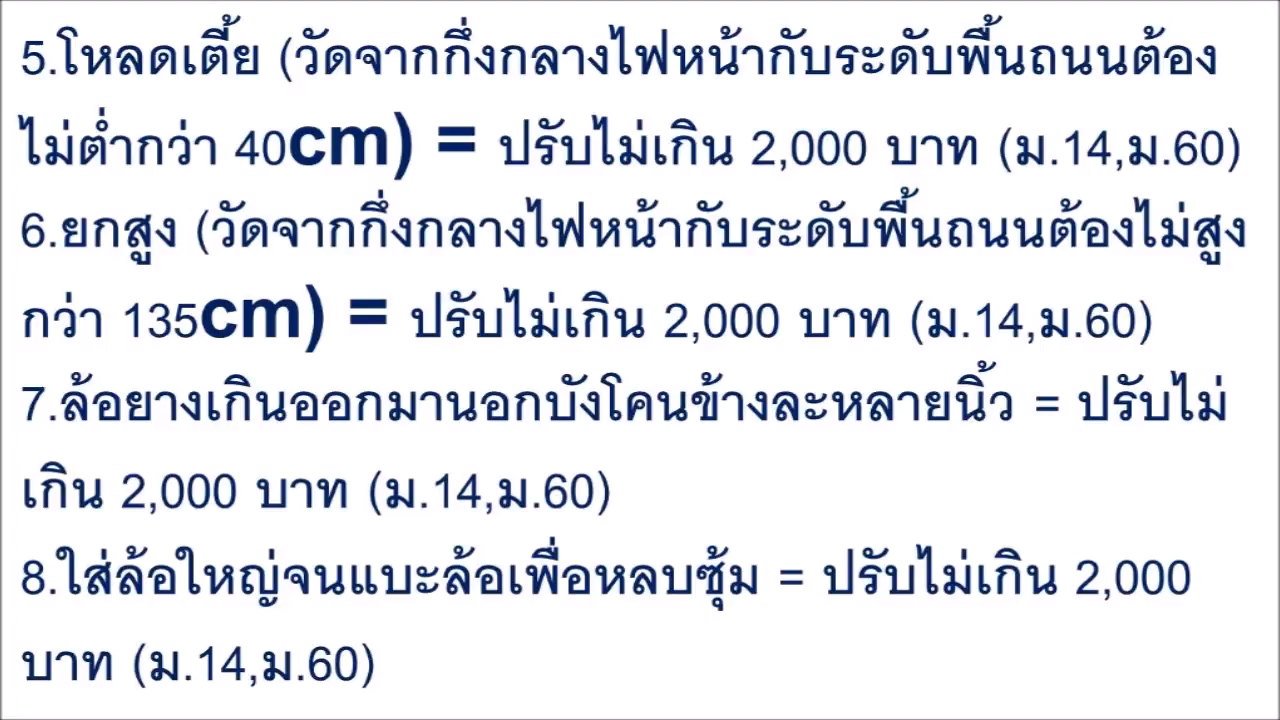 5.โหลดเตี้ย (วัดจากกึ่งกลางไฟหน้ากับระดับพื้นถนนต้อง
ไม่ต่ำกว่า 40cm) = ปรับไม่เกิน 2,000 บาท (ม.14,ม.60)
6.ยกสูง (วัดจากกึ่งกลางไฟหน้ากับระดับพื้นถนนต้องไม่สูง
กว่า 135cm) = ปรับไม่เกิน 2,000 บาท (ม.14,ม.60)
7.ล้อยางเกินออกมานอกบังโคนข้างละหลายนิ้ว = ปรับไม่
เกิน 2,000 บาท (ม.14,ม.60)
8.ใส่ล้อใหญ่จนแบะล้อเพื่อหลบซุ้ม = ปรับไม่เกิน 2,000
บาท (ม.14,ม.60)